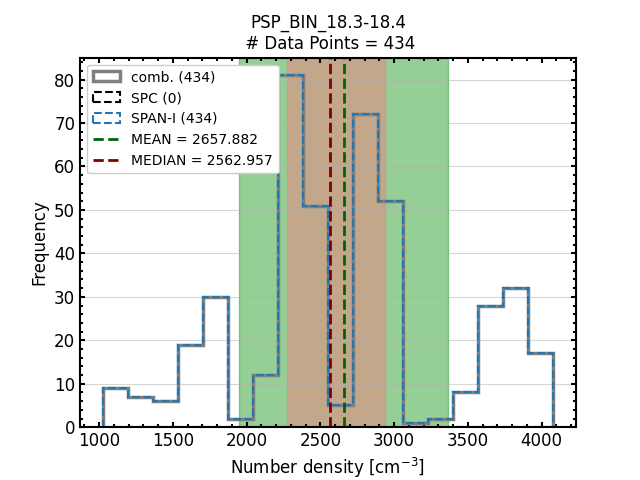 PSP_BIN_18.3-18.4
# Data Points = 434
comb. (434)
SPC (0)
SPAN-I (434)
MEAN = 2657.882
MEDIAN = 2562.957
Frequency
80
70
60
50
40
30
20
10
0
1000 1500 2000 2500 3000 3500 4000
Number density [cm⁻³]